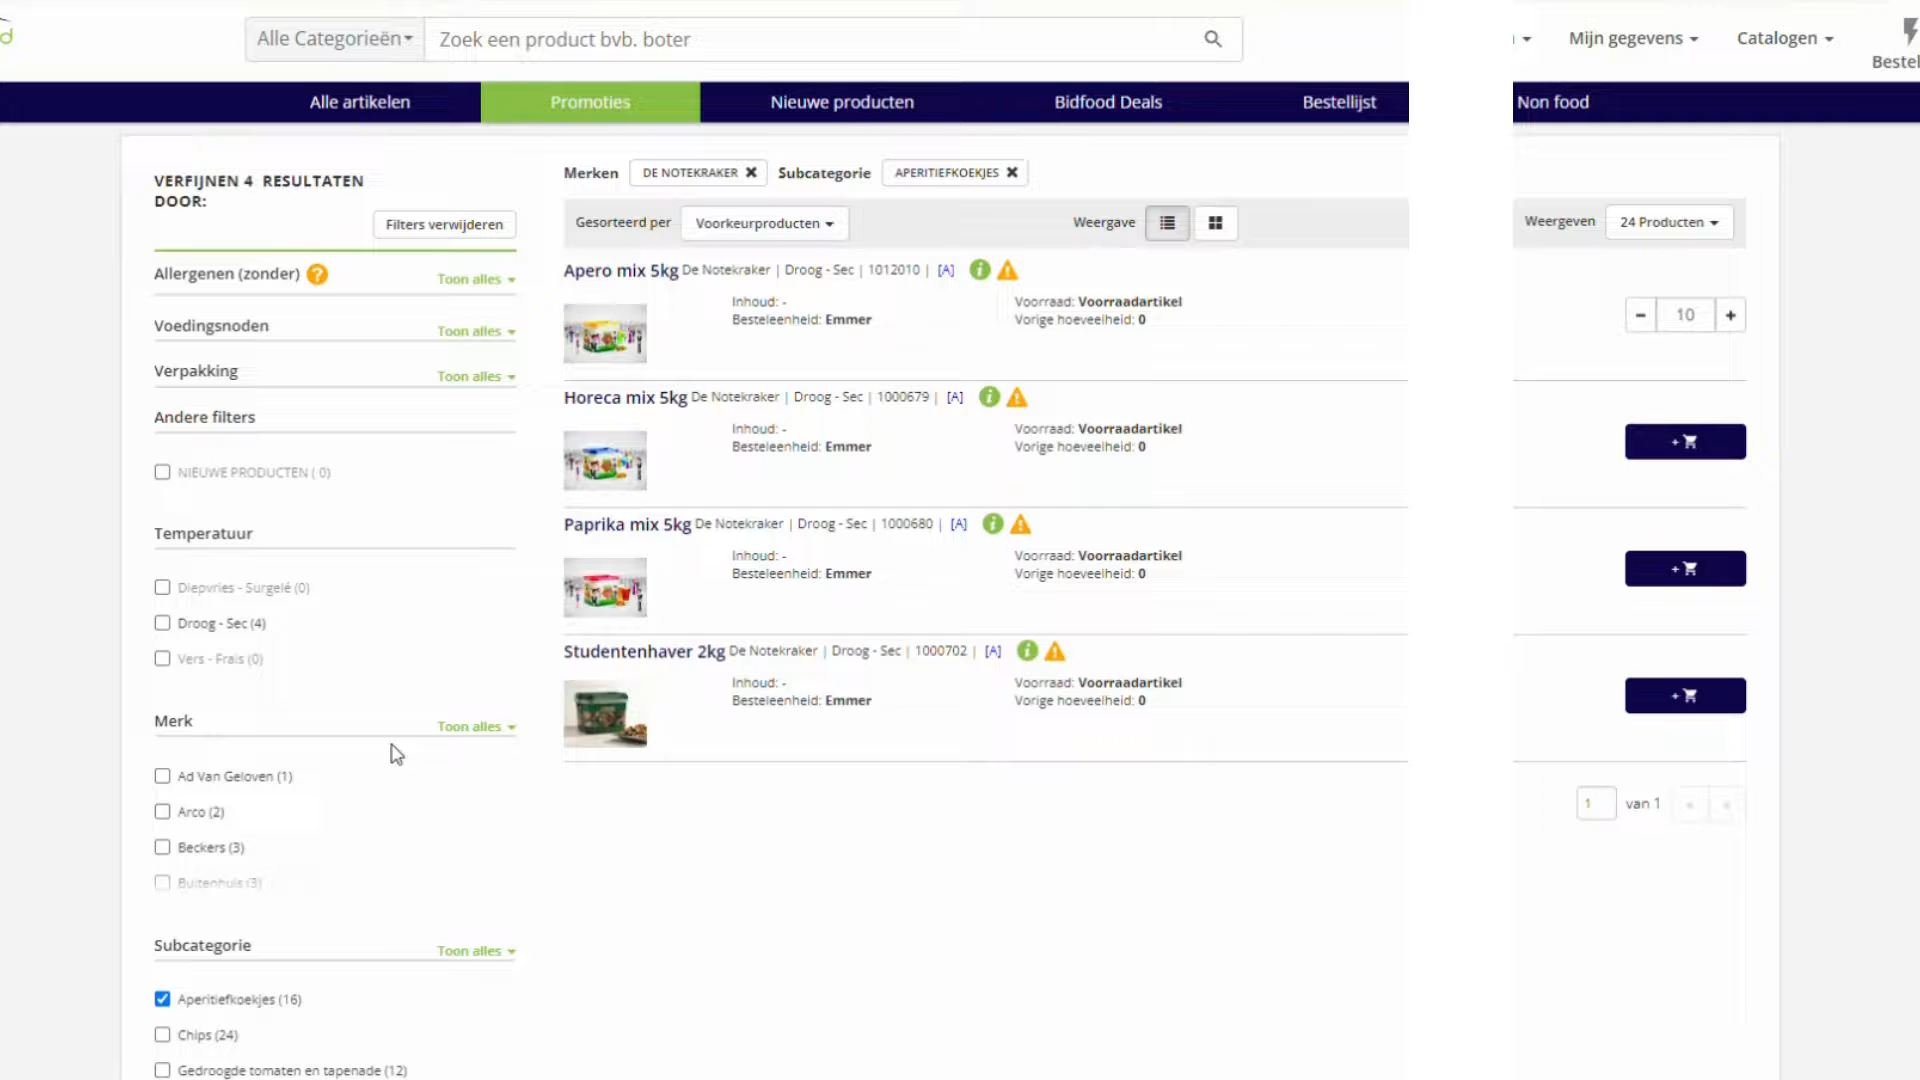 d
Alle Categorieën
Zoek een product bvb. boter
Mijn gegevens
Catalogen
Bestel
Alle artikelen
Promoties
Nieuwe producten
Bidfood Deals
Bestellijst
Non food
VERFIJNEN 4 RESULTATEN
DOOR:
Filters verwijderen
Allergenen (zonder) ?
Toon alles
Voedingsnoden
Toon alles
Verpakking
Toon alles
Andere filters
NIEUWE PRODUCTEN ( 0)
Temperatuur
Diepvries - Surgelé (0)
Droog - Sec (4)
Vers - Frais (0)
Merk
Toon alles
Ad Van Geloven (1)
Arco (2)
Beckers (3)
Buitenhuis (3)
Subcategorie
Toon alles
Aperitiefkoekjes (16)
Chips (24)
Gedroogde tomaten en tapenade (12)
Merken DE NOTEKRAKER ✖ Subcategorie APERITIEFKOEKJES ✖
Gesorteerd per Voorkeurproducten
Weergave
Weergeven 24 Producten
Apero mix 5kg De Notekraker | Droog - Sec | 1012010 | [A] i
Inhoud: -
Besteleenheid: Emmer
Voorraad: Voorraadartikel
Vorige hoeveelheid: 0
- 10 +
Horeca mix 5kg De Notekraker | Droog - Sec | 1000679 | [A] i
Inhoud: -
Besteleenheid: Emmer
Voorraad: Voorraadartikel
Vorige hoeveelheid: 0
+
Paprika mix 5kg De Notekraker | Droog - Sec | 1000680 | [A] i
Inhoud: -
Besteleenheid: Emmer
Voorraad: Voorraadartikel
Vorige hoeveelheid: 0
+
Studentenhaver 2kg De Notekraker | Droog - Sec | 1000702 | [A] i
Inhoud: -
Besteleenheid: Emmer
Voorraad: Voorraadartikel
Vorige hoeveelheid: 0
+
1 van 1